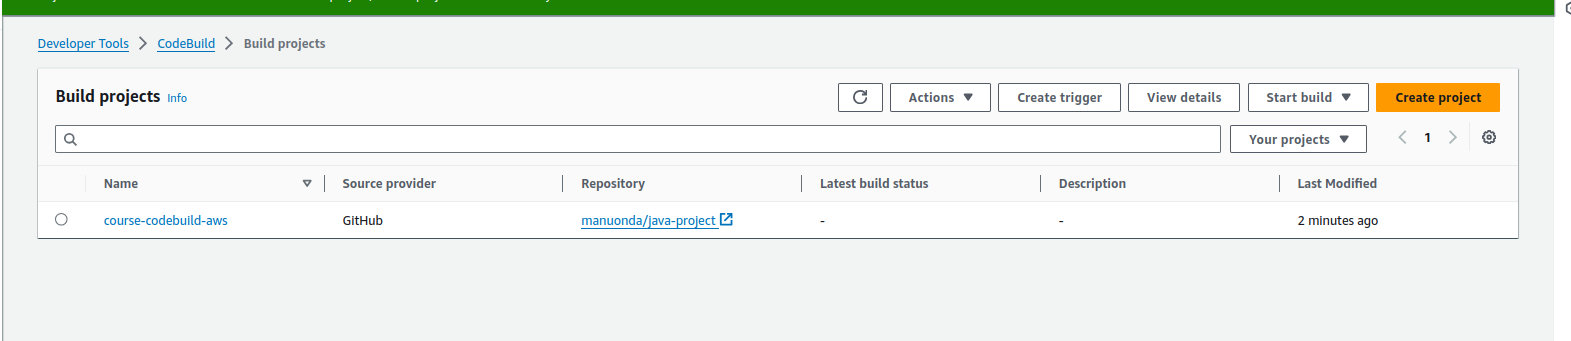 Developer Tools > CodeBuild > Build projects
Build projects Info
Actions Create trigger View details Start build Create project
Your projects 1
Name Source provider Repository Latest build status Description Last Modified
course-codebuild-aws GitHub manuonda/java-project - - 2 minutes ago